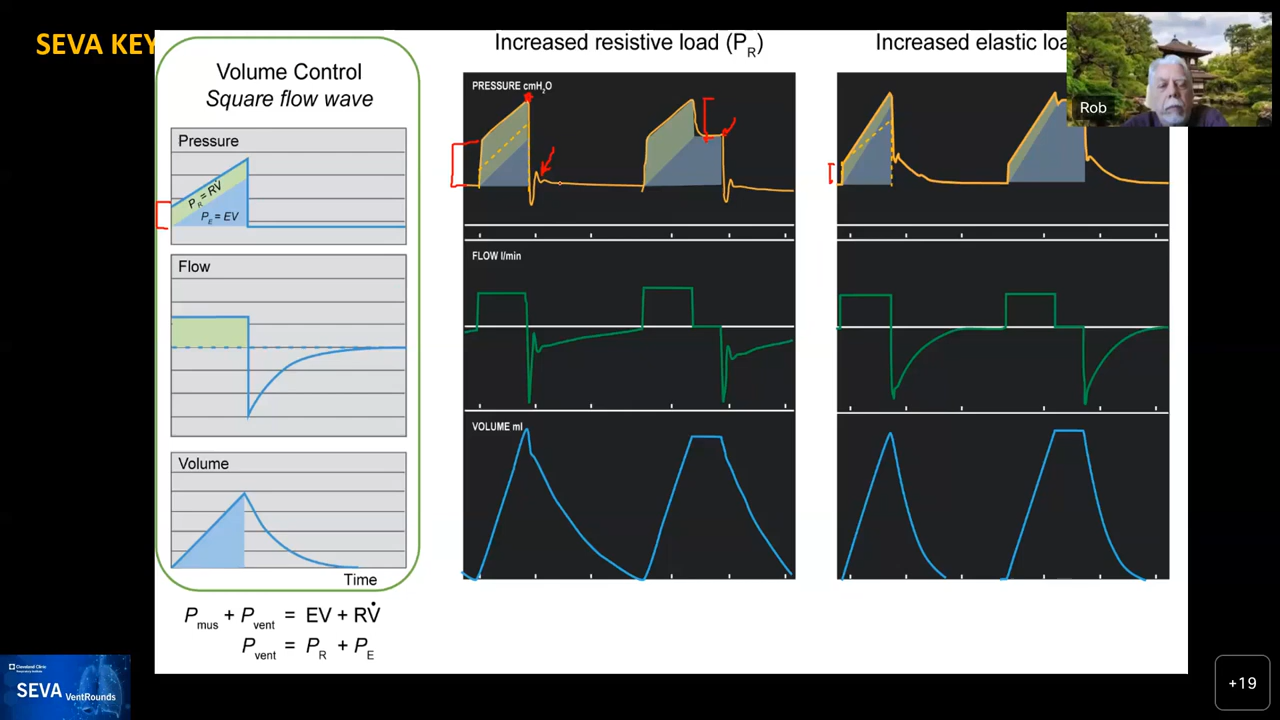 SEVA KEY
Volume Control
Square flow wave
Pressure
P_R = RV
P_E = EV
Flow
Volume
Time
P_mus + P_vent = EV + RV̇
P_vent = P_R + P_E
Increased resistive load (P_R)
PRESSURE cmH₂O
FLOW l/min
VOLUME ml
Increased elastic loa
Rob
Cleveland Clinic
SEVA VentRounds
+19